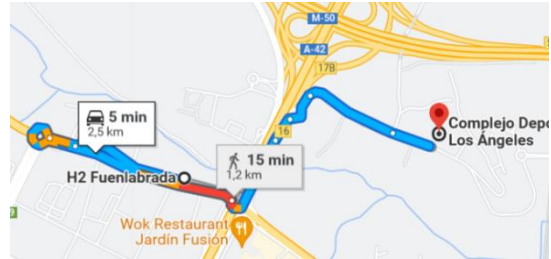 M-50
A-42
17B
5 min
2,5 km
16
Complejo Depo
Los Ángeles
H2 Fuenlabrada
15 min
1,2 km
Wok Restaurant
Jardín Fusión